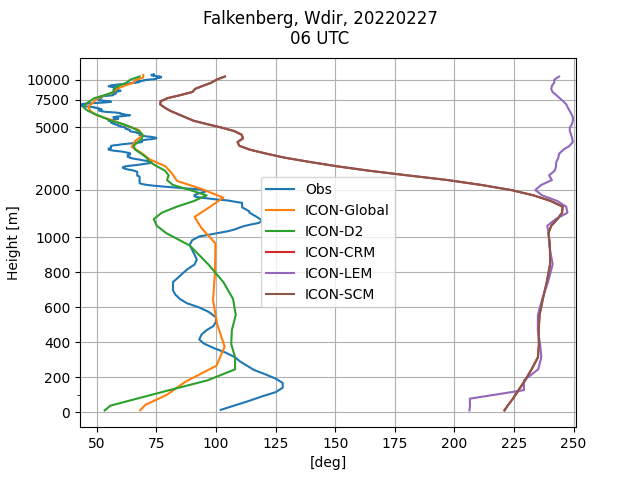 Falkenberg, Wdir, 20220227
06 UTC
Height [m]
10000
7500
5000
2000
1000
800
600
400
200
0
Obs
ICON-Global
ICON-D2
ICON-CRM
ICON-LEM
ICON-SCM
50 75 100 125 150 175 200 225 250
[deg]